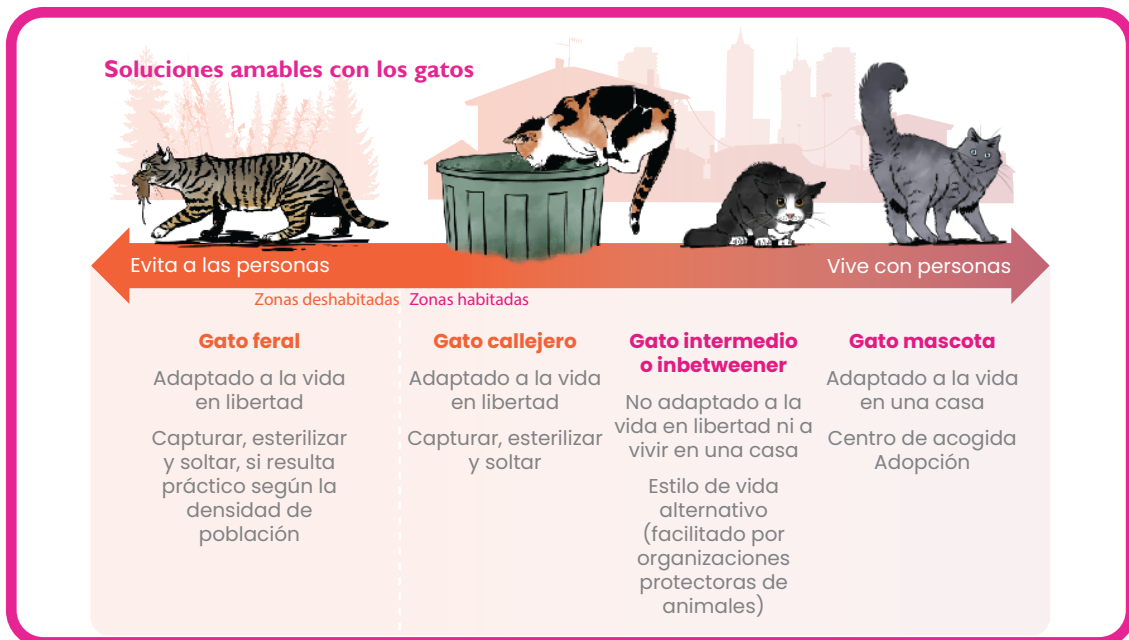 Soluciones amables con los gatos
Evita a las personas
Vive con personas
Zonas deshabitadas
Zonas habitadas
Gato feral
Adaptado a la vida
en libertad
Capturar, esterilizar
y soltar, si resulta
práctico según la
densidad de
población
Gato callejero
Adaptado a la vida
en libertad
Capturar, esterilizar
y soltar
Gato intermedio
o inbetweener
No adaptado a la
vida en libertad ni a
vivir en una casa
Estilo de vida
alternativo
(facilitado por
organizaciones
protectoras de
animales)
Gato mascota
Adaptado a la vida
en una casa
Centro de acogida
Adopción